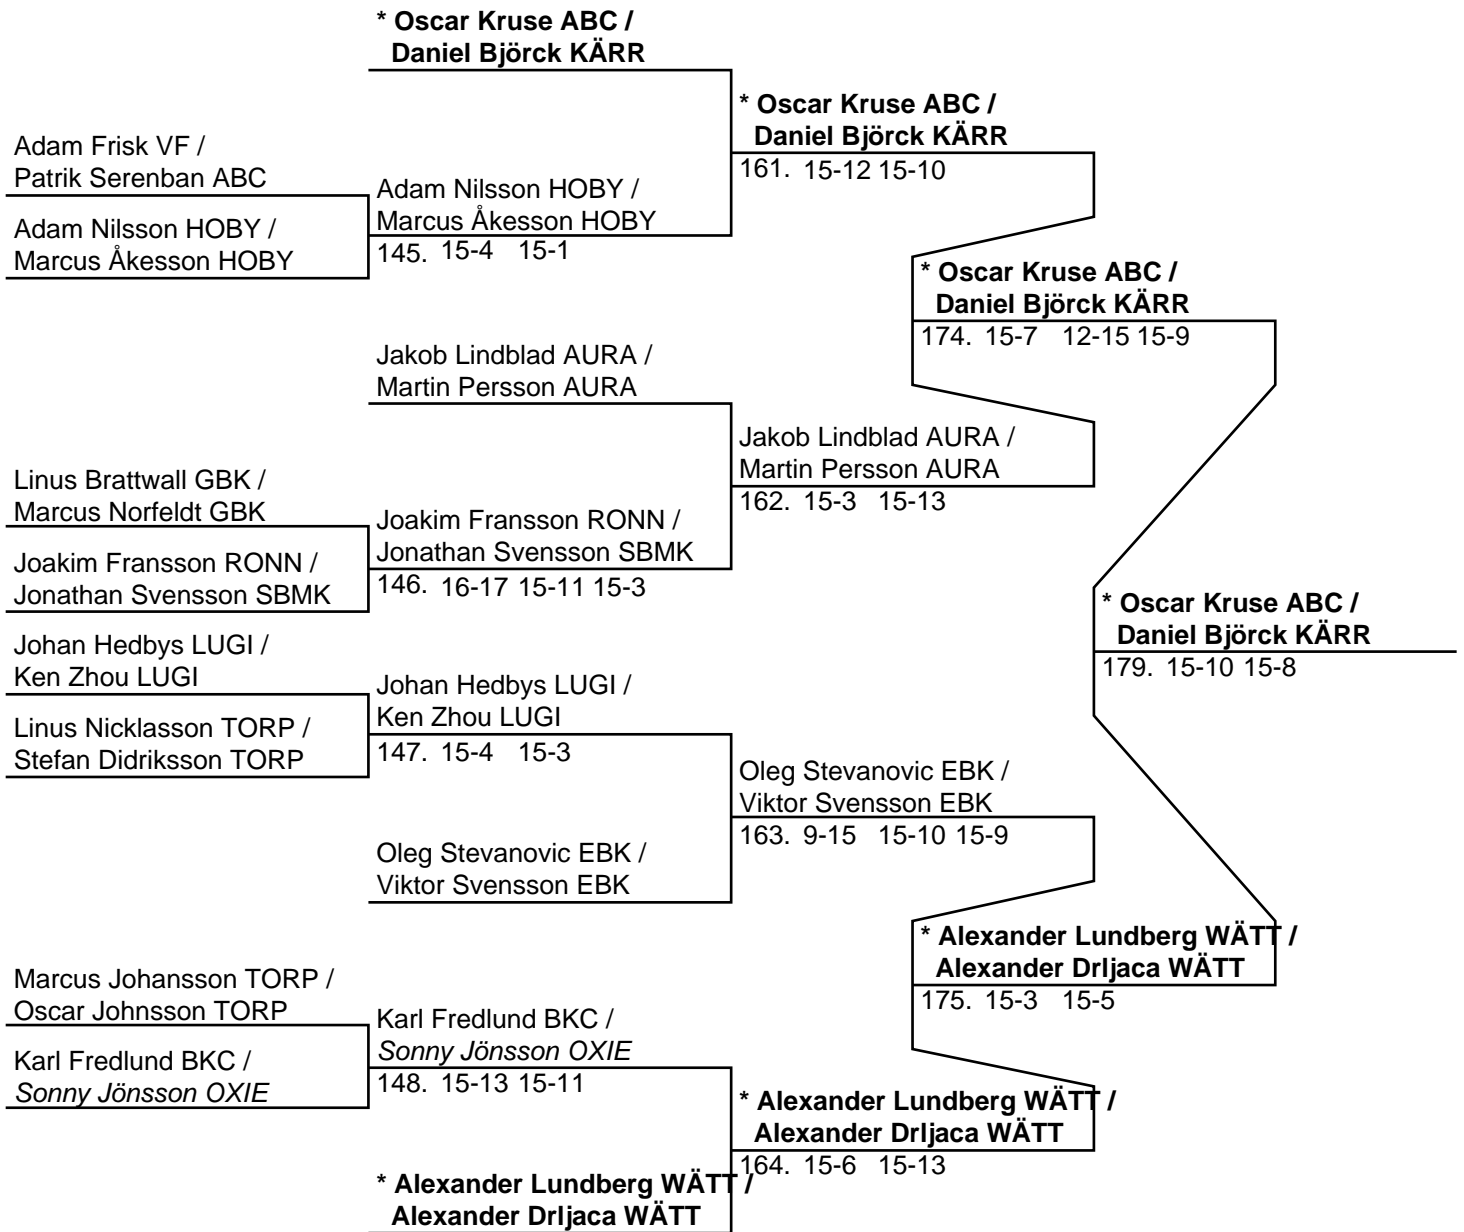 * Oscar Kruse ABC /
Daniel Björck KÄRR
* Oscar Kruse ABC /
Daniel Björck KÄRR
161. 15-12 15-10
Adam Frisk VF /
Patrik Serenban ABC
Adam Nilsson HOBY /
Marcus Åkesson HOBY
145. 15-4 15-1
Adam Nilsson HOBY /
Marcus Åkesson HOBY
* Oscar Kruse ABC /
Daniel Björck KÄRR
174. 15-7 12-15 15-9
Jakob Lindblad AURA /
Martin Persson AURA
Jakob Lindblad AURA /
Martin Persson AURA
162. 15-3 15-13
Linus Brattwall GBK /
Marcus Norfeldt GBK
Joakim Fransson RONN /
Jonathan Svensson SBMK
146. 16-17 15-11 15-3
Joakim Fransson RONN /
Jonathan Svensson SBMK
* Oscar Kruse ABC /
Daniel Björck KÄRR
179. 15-10 15-8
Johan Hedbys LUGI /
Ken Zhou LUGI
Johan Hedbys LUGI /
Ken Zhou LUGI
147. 15-4 15-3
Linus Nicklasson TORP /
Stefan Didriksson TORP
Oleg Stevanovic EBK /
Viktor Svensson EBK
163. 9-15 15-10 15-9
Oleg Stevanovic EBK /
Viktor Svensson EBK
* Alexander Lundberg WÄTT /
Alexander Drljaca WÄTT
175. 15-3 15-5
Marcus Johansson TORP /
Oscar Johnsson TORP
Karl Fredlund BKC /
Sonny Jönsson OXIE
148. 15-13 15-11
Karl Fredlund BKC /
Sonny Jönsson OXIE
* Alexander Lundberg WÄTT /
Alexander Drljaca WÄTT
164. 15-6 15-13
* Alexander Lundberg WÄTT /
Alexander Drljaca WÄTT